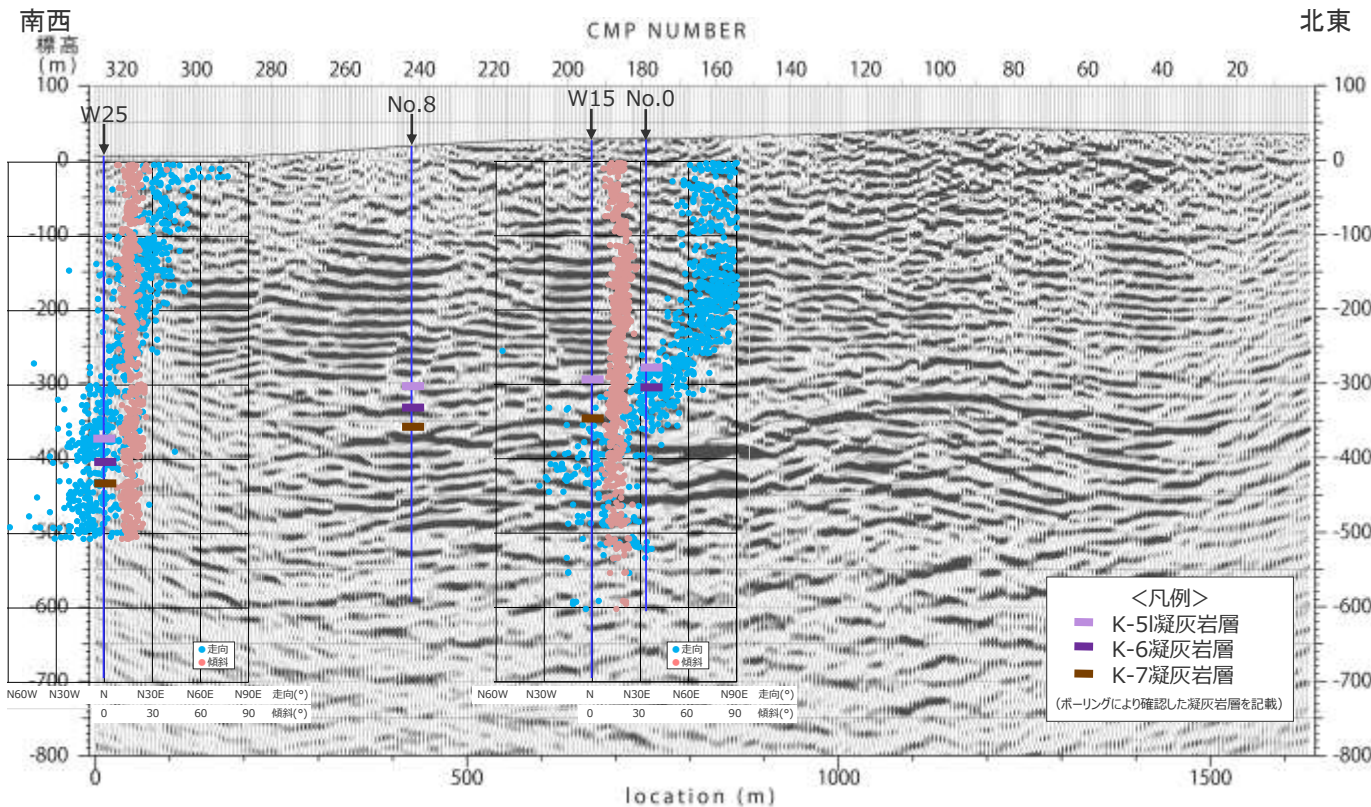 南西
北東
標高
(m)
CMP NUMBER
320 300 280 260 240 220 200 180 160 140 120 100 80 60 40 20
W25
No.8
W15
No.0
100
0
-100
-200
-300
-400
-500
-600
-700
-800
100
0
-100
-200
-300
-400
-500
-600
-700
-800
走向
傾斜
N60W N30W N N30E N60E N90E 走向(°)
0 30 60 90 傾斜(°)
走向
傾斜
N60W N30W N N30E N60E N90E 走向(°)
0 30 60 90 傾斜(°)
<凡例>
K-5l凝灰岩層
K-6凝灰岩層
K-7凝灰岩層
(ボーリングにより確認した凝灰岩層を記載)
0 500 1000 1500
location (m)